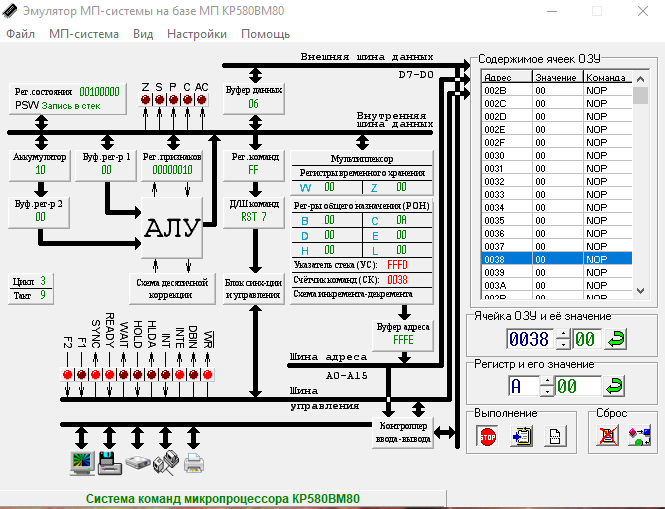 Эмулятор МП-системы на базе МП КР580ВМ80
Файл МП-система Вид Настройки Помощь
Внешняя шина данных
D7-D0
Рег.состояния 00100000
PSW Запись в стек
Z S P C AC
Буфер данных
06
Внутренняя
шина данных
Аккумулятор
10
Буф.рег-р 1
00
Рег.признаков
00000010
Рег.команд
FF
Мультиплексор
Регистры временного хранения
W 00 Z 00
Буф.рег-р 2
00
АЛУ
Д/Ш команд
RST 7
Рег-ры общего назначения (РОН)
B 00 C 0A
D 00 E 00
H 00 L 00
Указатель стека (УС): FFFD
Счётчик команд (СК): 0038
Схема инкремента-декремента
Цикл 3
Такт 9
Схема десятичной
коррекции
Блок синх-ции
и управления
Буфер адреса
FFFE
F2 F1 SYNC READY WAIT HOLD HLDA INT INTE DBIN WR
Шина адреса
A0-A15
Шина
управления
Контроллер
ввода-вывода
Содержимое ячеек ОЗУ
Адрес Значение Команда
002B 00 NOP
002C 00 NOP
002D 00 NOP
002E 00 NOP
002F 00 NOP
0030 00 NOP
0031 00 NOP
0032 00 NOP
0033 00 NOP
0034 00 NOP
0035 00 NOP
0036 00 NOP
0037 00 NOP
0038 00 NOP
0039 00 NOP
003A 00 NOP
003B 00 NOP
Ячейка ОЗУ и её значение
0038 00
Регистр и его значение
A 00
Выполнение
STOP
Сброс
Система команд микропроцессора КР580ВМ80